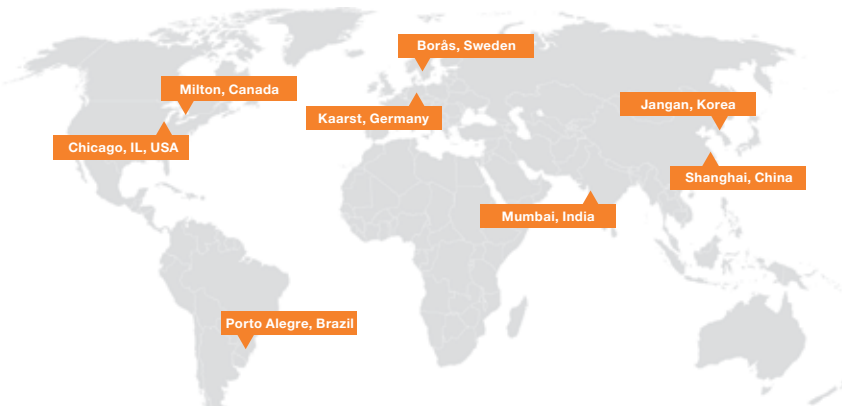 Borås, Sweden
Milton, Canada
Jangan, Korea
Kaarst, Germany
Chicago, IL, USA
Shanghai, China
Mumbai, India
Porto Alegre, Brazil